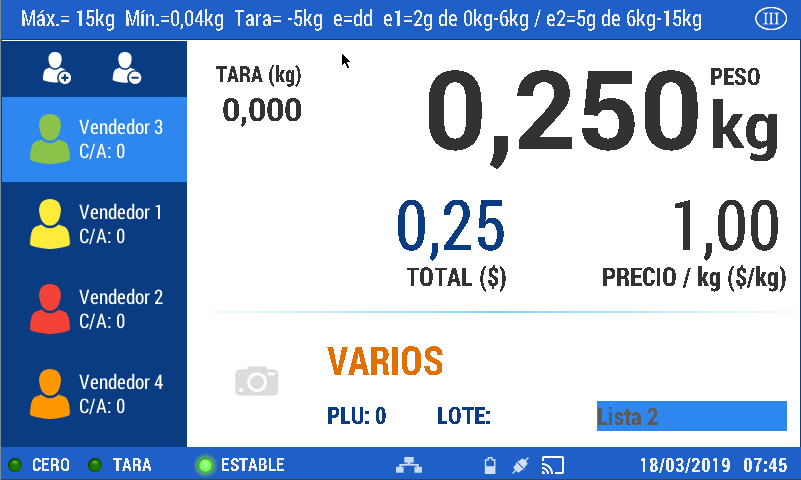 Máx.= 15kg Mín.=0,04kg Tara= -5kg e=dd e1=2g de 0kg-6kg / e2=5g de 6kg-15kg III
Vendedor 3
C/A: 0
Vendedor 1
C/A: 0
Vendedor 2
C/A: 0
Vendedor 4
C/A: 0
TARA (kg)
0,000
PESO
0,250 kg
0,25
TOTAL ($)
1,00
PRECIO / kg ($/kg)
VARIOS
PLU: 0 LOTE: Lista 2
CERO TARA ESTABLE 18/03/2019 07:45